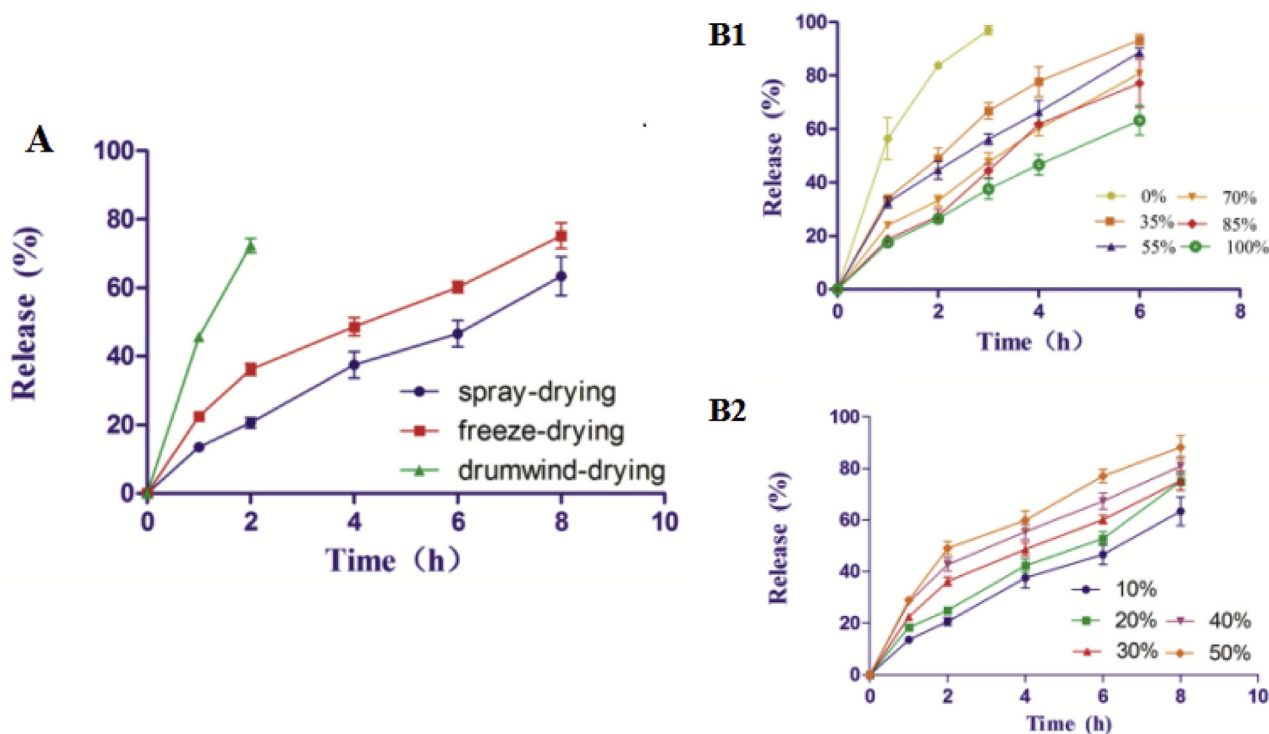 A
Release (%)
100
80
60
40
20
0
spray-drying
freeze-drying
drumwind-drying
0 2 4 6 8 10
Time (h)
B1
Release (%)
100
80
60
40
20
0
0% 70%
35% 85%
55% 100%
0 2 4 6 8
Time (h)
B2
Release (%)
100
80
60
40
20
0
10%
20% 40%
30% 50%
0 2 4 6 8 10
Time (h)